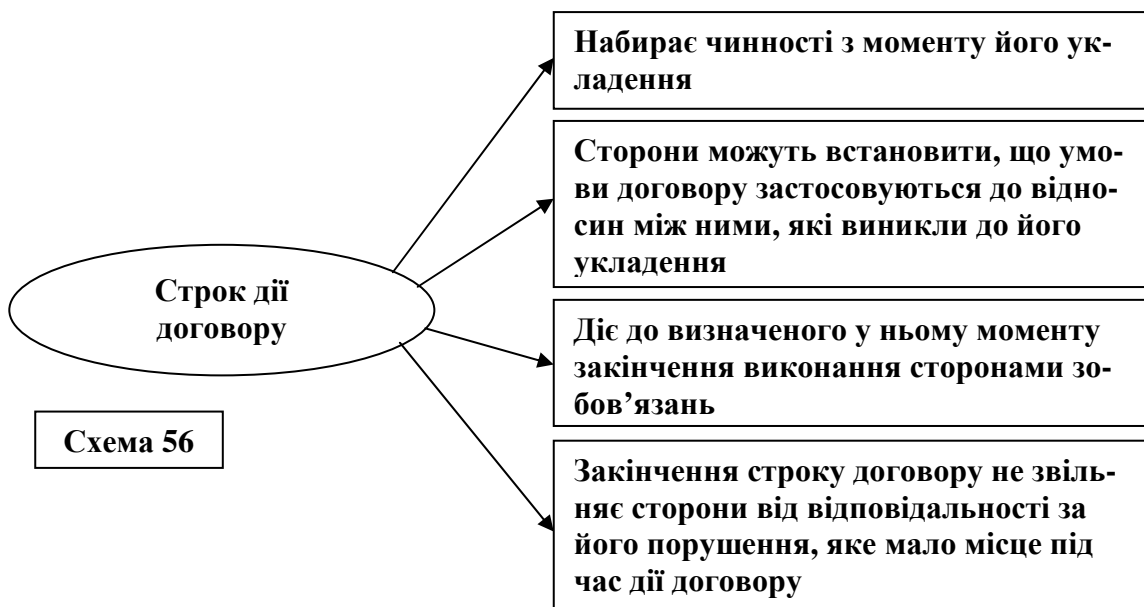 Набирає чинності з моменту його ук-
ладення
Сторони можуть встановити, що умо-
ви договору застосовуються до відно-
син між ними, які виникли до його
укладення
Строк дії
договору
Діє до визначеного у ньому моменту
закінчення виконання сторонами зо-
бов’язань
Схема 56
Закінчення строку договору не звіль-
няє сторони від відповідальності за
його порушення, яке мало місце під
час дії договору